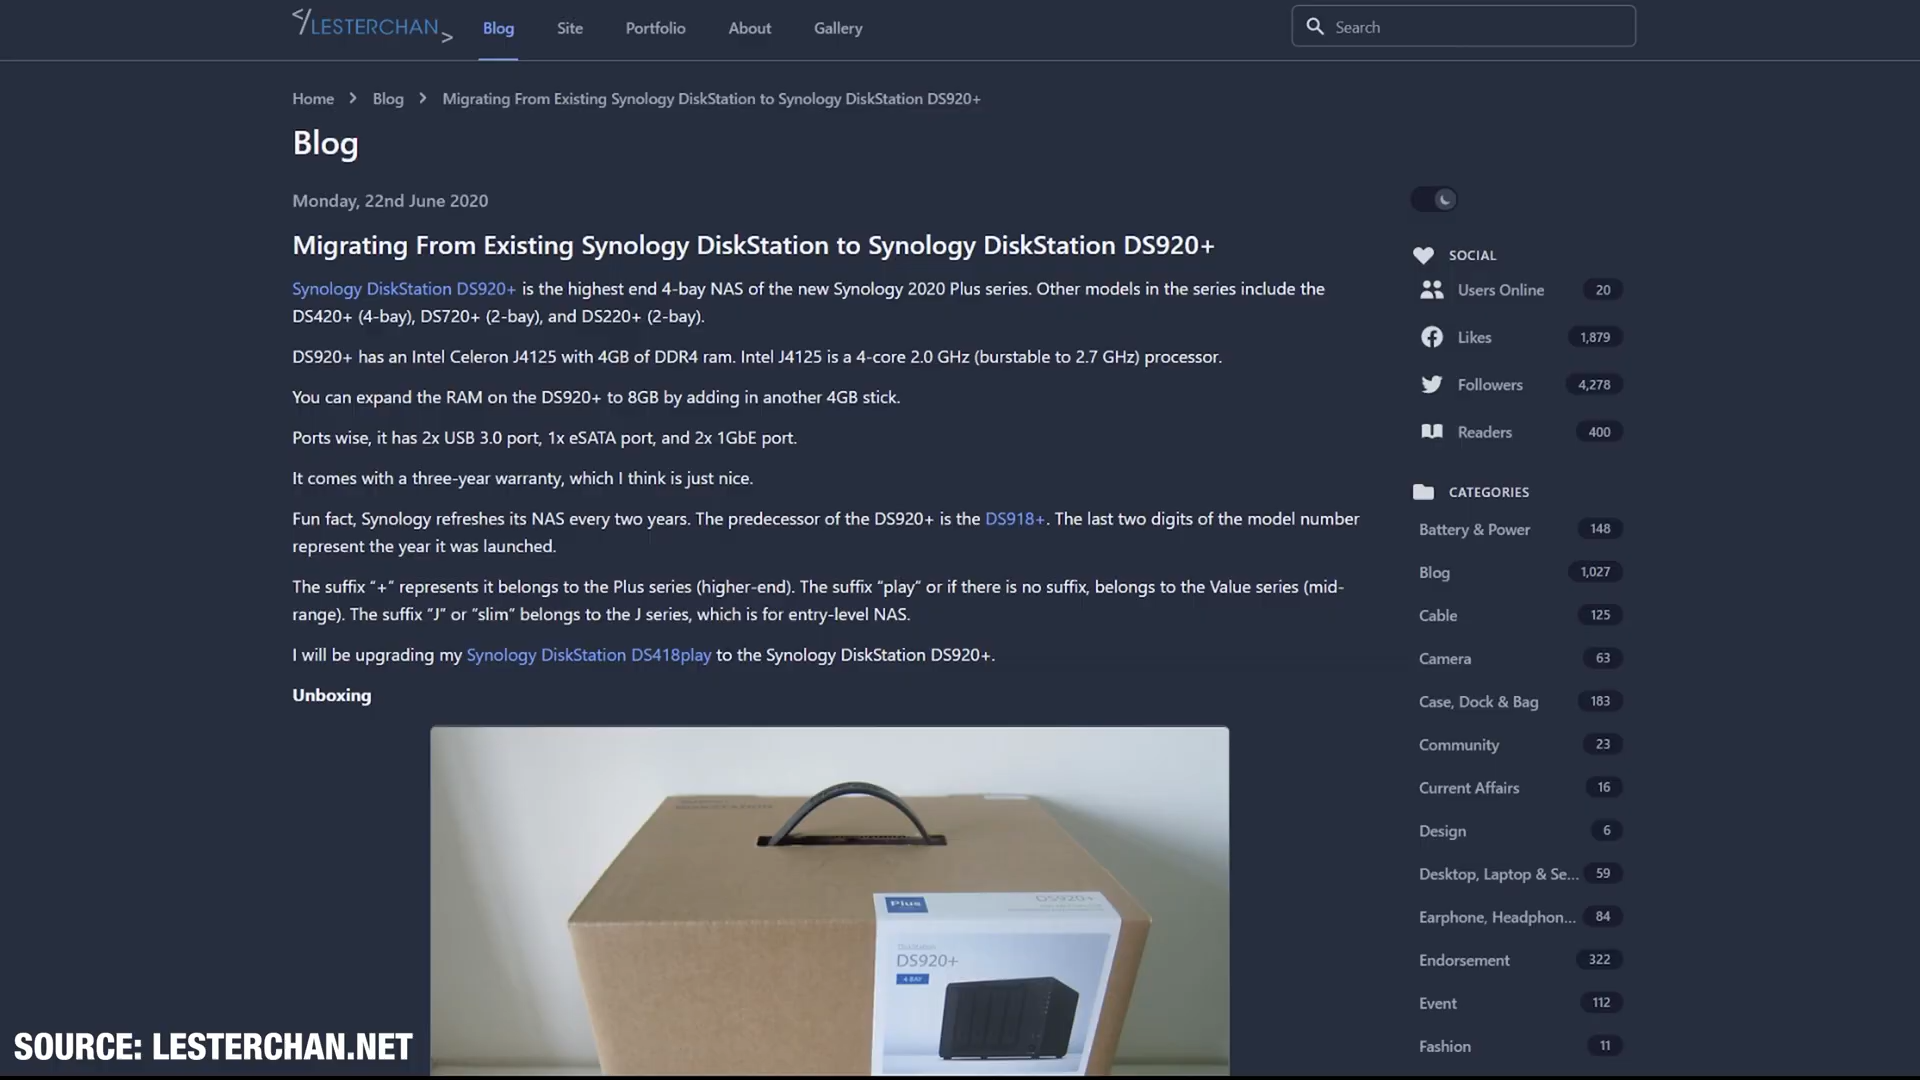 </LESTERCHAN>
Blog
Site
Portfolio
About
Gallery
Search
Home > Blog > Migrating From Existing Synology DiskStation to Synology DiskStation DS920+
Blog
Monday, 22nd June 2020
Migrating From Existing Synology DiskStation to Synology DiskStation DS920+
Synology DiskStation DS920+ is the highest end 4-bay NAS of the new Synology 2020 Plus series. Other models in the series include the
DS420+ (4-bay), DS720+ (2-bay), and DS220+ (2-bay).
DS920+ has an Intel Celeron J4125 with 4GB of DDR4 ram. Intel J4125 is a 4-core 2.0 GHz (burstable to 2.7 GHz) processor.
You can expand the RAM on the DS920+ to 8GB by adding in another 4GB stick.
Ports wise, it has 2x USB 3.0 port, 1x eSATA port, and 2x 1GbE port.
It comes with a three-year warranty, which I think is just nice.
Fun fact, Synology refreshes its NAS every two years. The predecessor of the DS920+ is the DS918+. The last two digits of the model number
represent the year it was launched.
The suffix “+” represents it belongs to the Plus series (higher-end). The suffix “play” or if there is no suffix, belongs to the Value series (mid-
range). The suffix “J” or “slim” belongs to the J series, which is for entry-level NAS.
I will be upgrading my Synology DiskStation DS418play to the Synology DiskStation DS920+.
Unboxing
Plus
DS920+
DiskStation
DS920+
4-BAY
SOCIAL
Users Online 20
Likes 1,879
Followers 4,278
Readers 400
CATEGORIES
Battery & Power 148
Blog 1,027
Cable 125
Camera 63
Case, Dock & Bag 183
Community 23
Current Affairs 16
Design 6
Desktop, Laptop & Se... 59
Earphone, Headphon... 84
Endorsement 322
Event 112
Fashion 11
SOURCE: LESTERCHAN.NET